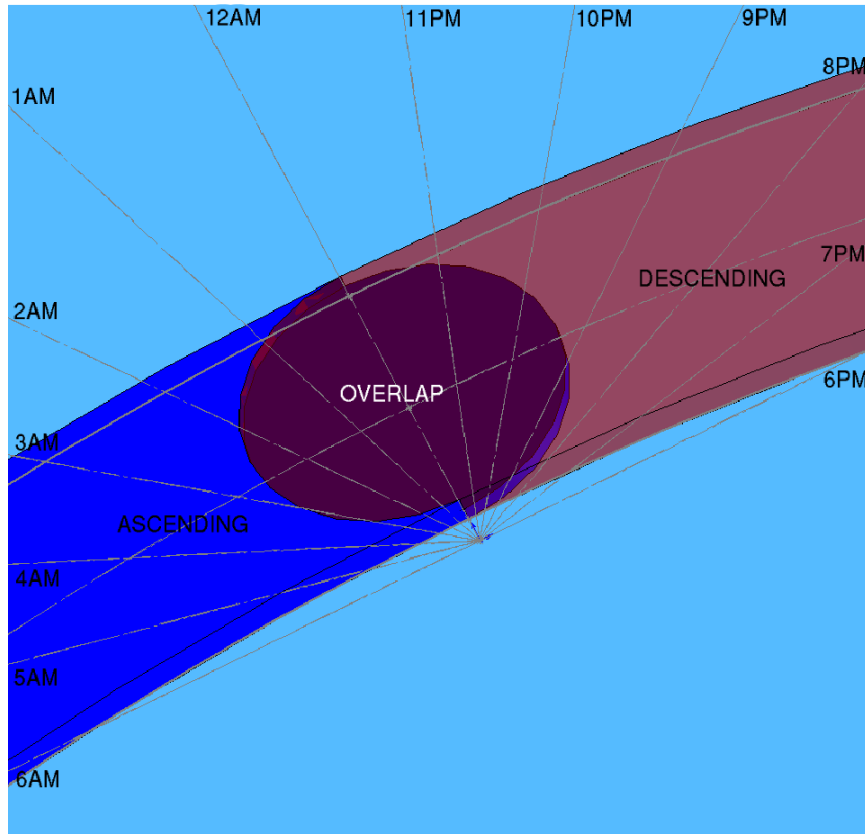 12AM
11PM
10PM
9PM
8PM
1AM
7PM
DESCENDING
2AM
6PM
OVERLAP
3AM
ASCENDING
4AM
5AM
6AM